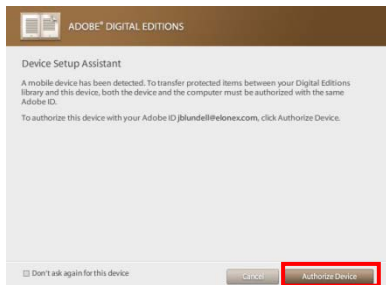 ADOBE® DIGITAL EDITIONS
Device Setup Assistant
A mobile device has been detected. To transfer protected items between your Digital Editions
library and this device, both the device and the computer must be authorized with the same
Adobe ID.
To authorize this device with your Adobe ID jblundell@elonex.com, click Authorize Device.
Don't ask again for this device
Cancel
Authorize Device